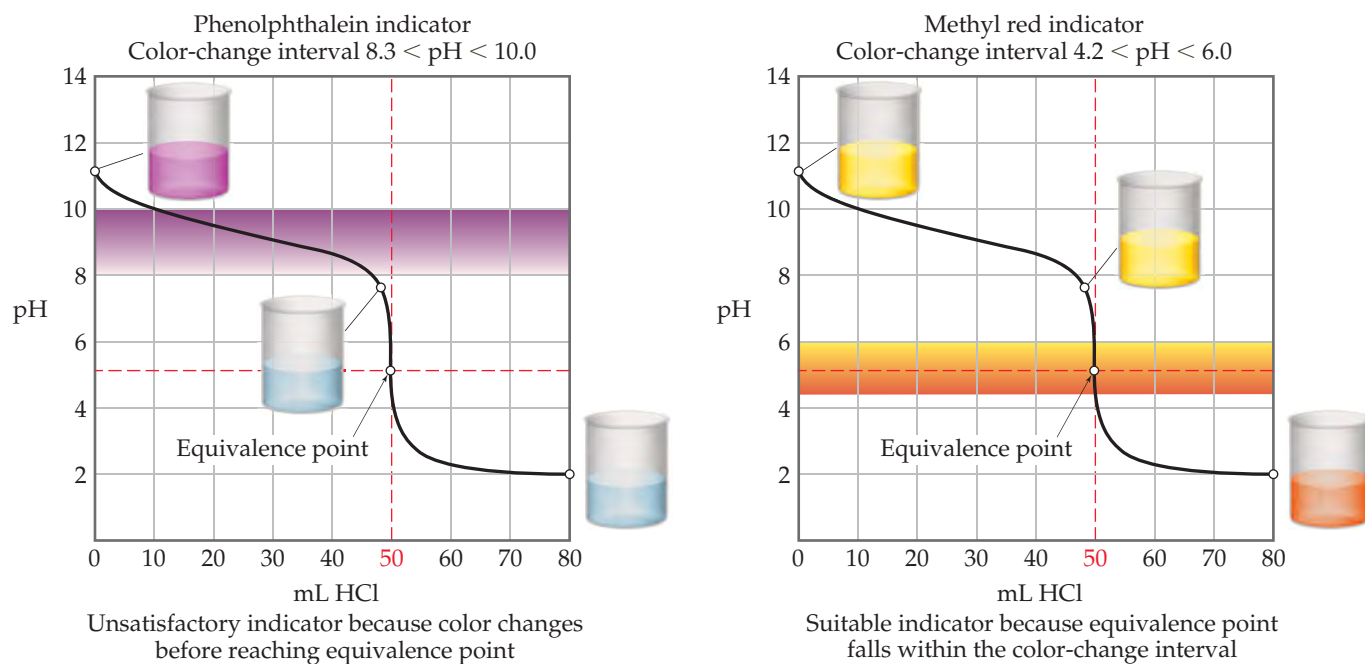 Phenolphthalein indicator
Color-change interval 8.3 < pH < 10.0
14
12
10
8
6
4
2
pH
Equivalence point
0 10 20 30 40 50 60 70 80
mL HCl
Unsatisfactory indicator because color changes
before reaching equivalence point
Methyl red indicator
Color-change interval 4.2 < pH < 6.0
14
12
10
8
6
4
2
pH
Equivalence point
0 10 20 30 40 50 60 70 80
mL HCl
Suitable indicator because equivalence point
falls within the color-change interval